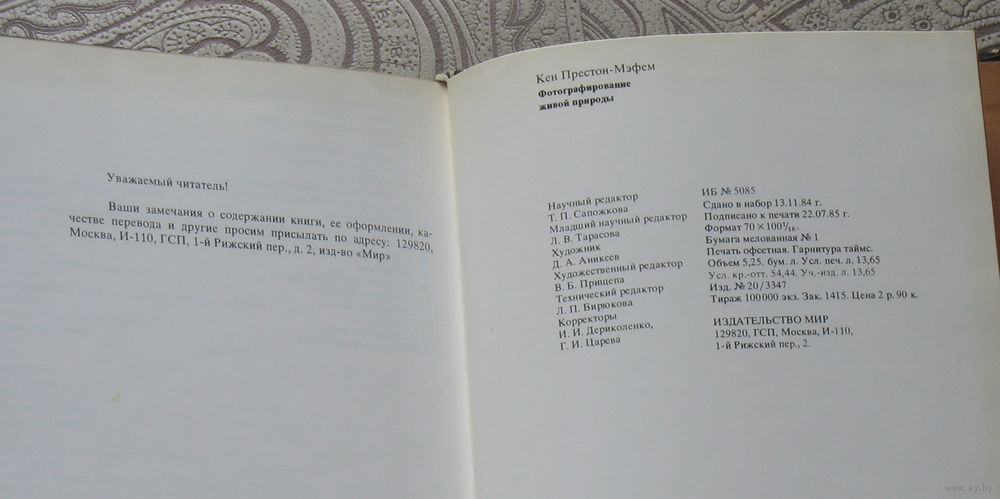 Уважаемый читатель!
Ваши замечания о содержании книги, ее оформлении, ка-
честве перевода и другие просим присылать по адресу: 129820,
Москва, И-110, ГСП, 1-й Рижский пер., д. 2, изд-во «Мир»
Кен Престон-Мэфем
Фотографирование
живой природы
Научный редактор
Т. П. Сапожкова
Младший научный редактор
Л. В. Тарасова
Художник
Д. А. Аникеев
Художественный редактор
В. Б. Прищепа
Технический редактор
Л. П. Бирюкова
Корректоры
И. И. Дериколенко,
Г. И. Царева
ИБ № 5085
Сдано в набор 13.11.84 г.
Подписано к печати 22.07.85 г.
Формат 70 × 100 1/16.
Бумага мелованная № 1
Печать офсетная. Гарнитура таймс.
Объем 5,25. бум. л. Усл. печ. л. 13,65
Усл. кр.-отт. 54,44. Уч.-изд. л. 13,65
Изд. № 20/3347
Тираж 100000 экз. Зак. 1415. Цена 2 р. 90 к.
ИЗДАТЕЛЬСТВО МИР
129820, ГСП, Москва, И-110,
1-й Рижский пер., 2.
www.ay.by